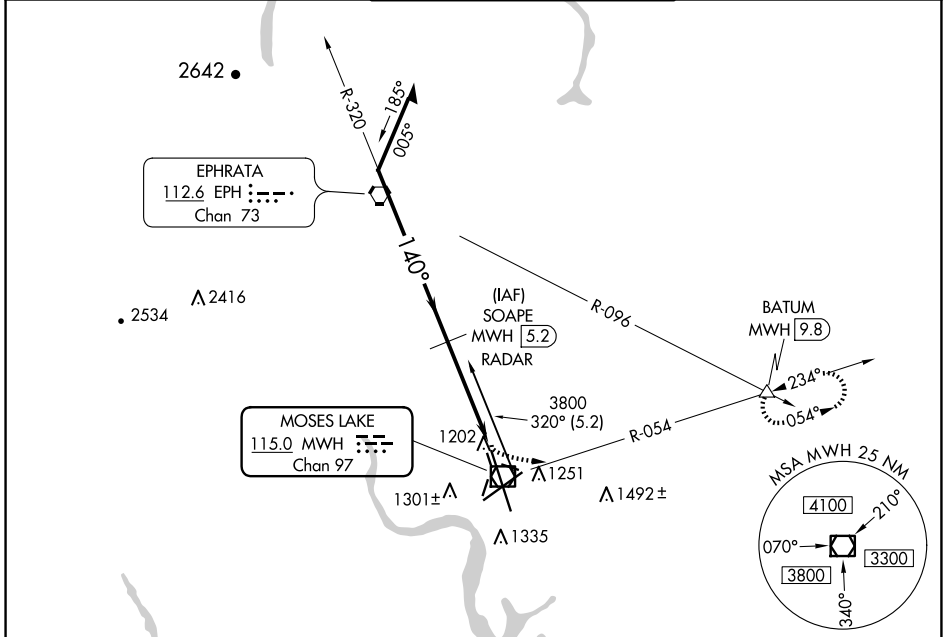 2642
R-320
185°
005°
EPHRATA
112.6 EPH
Chan 73
140°
2416
2534
(IAF)
SOAPE
MWH 5.2
RADAR
R-096
BATUM
MWH 9.8
234°
054°
3800
320° (5.2)
R-054
MOSES LAKE
115.0 MWH
Chan 97
1202
1251
1301±
1492±
1335
MSA MWH 25 NM
4100
210°
070°
3300
3800
340°